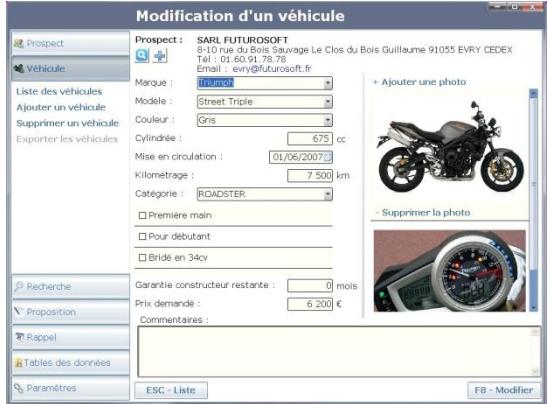 Modification d'un véhicule
Prospect
Véhicule
Liste des véhicules
Ajouter un véhicule
Supprimer un véhicule
Exporter les véhicules
Recherche
Proposition
Rappel
Tables des données
Paramètres
Prospect : SARL FUTUROSOFT
8-10 rue du Bois Sauvage Le Clos du Bois Guillaume 91055 EVRY CEDEX
Tél : 01.60.91.78.78
Email : evry@futurosoft.fr
Marque : Triumph
Modèle : Street Triple
Couleur : Gris
Cylindrée : 675 cc
Mise en circulation : 01/06/2007
Kilométrage : 7 500 km
Catégorie : ROADSTER
Première main
Pour débutant
Bridé en 34cv
Garantie constructeur restante : 0 mois
Prix demandé : 6 200 €
Commentaires :
+ Ajouter une photo
- Supprimer la photo
ESC - Liste
F8 - Modifier